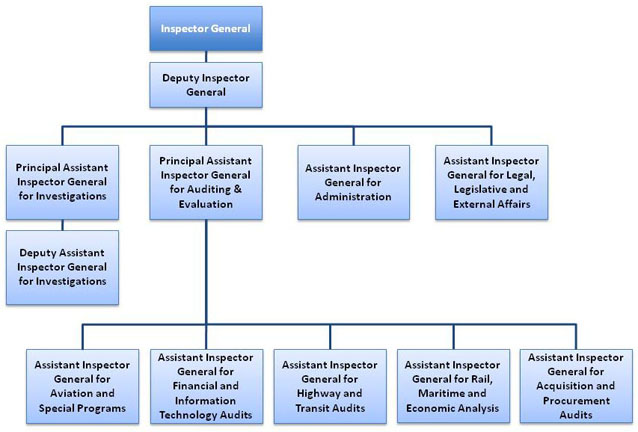 Inspector General
Deputy Inspector
General
Principal Assistant
Inspector General
for Investigations
Principal Assistant
Inspector General
for Auditing &
Evaluation
Assistant Inspector
General for
Administration
Assistant Inspector
General for Legal,
Legislative and
External Affairs
Deputy Assistant
Inspector General
for Investigations
Assistant Inspector
General for
Aviation and
Special Programs
Assistant Inspector
General for
Financial and
Information
Technology Audits
Assistant Inspector
General for
Highway and
Transit Audits
Assistant Inspector
General for Rail,
Maritime and
Economic Analysis
Assistant Inspector
General for
Acquisition and
Procurement
Audits